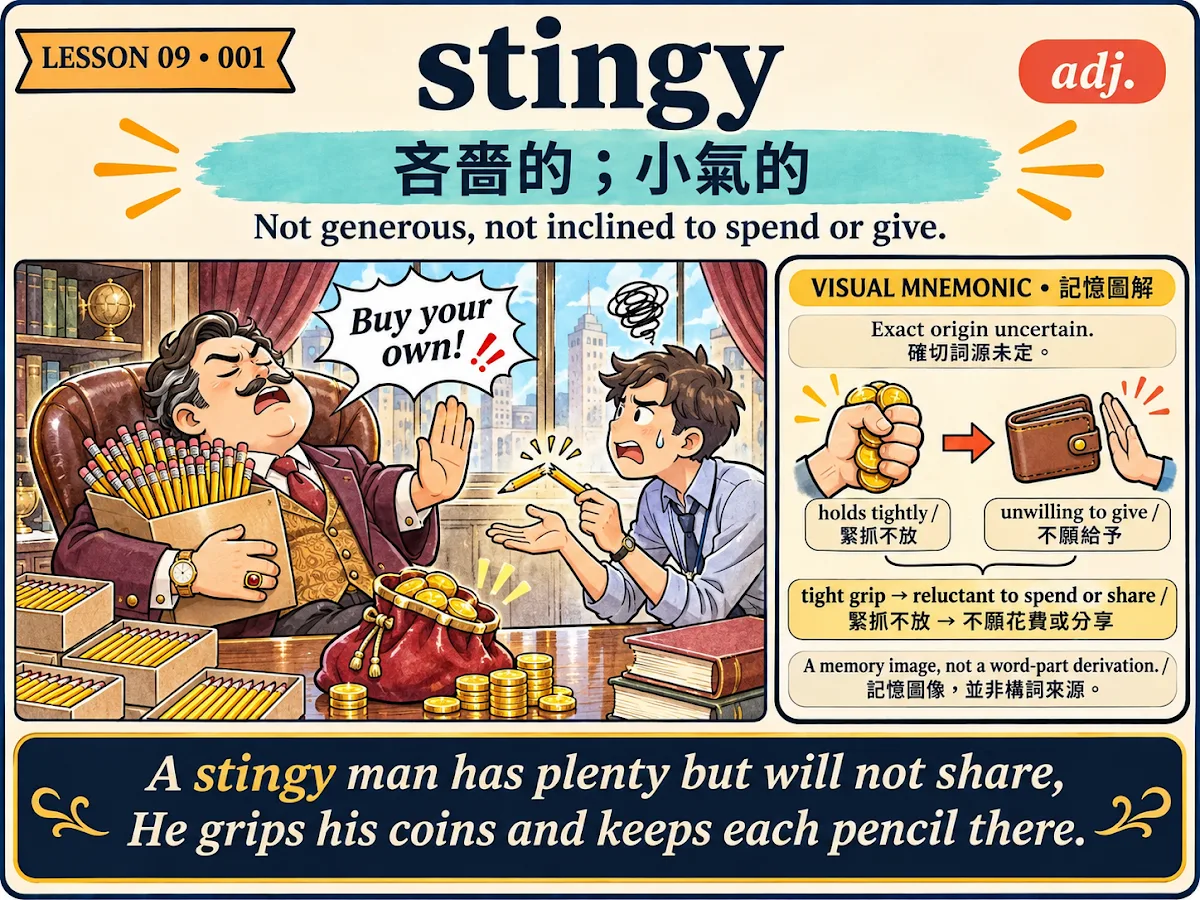 LESSON 09 • 001
stingy
adj.
吝嗇的；小氣的
Not generous, not inclined to spend or give.
Buy your
own!!!
VISUAL MNEMONIC • 記憶圖解
Exact origin uncertain.
確切詞源未定。
holds tightly /
緊抓不放
unwilling to give /
不願給予
tight grip → reluctant to spend or share /
緊抓不放 → 不願花費或分享
A memory image, not a word-part derivation. /
記憶圖像，並非構詞來源。
A stingy man has plenty but will not share,
He grips his coins and keeps each pencil there.